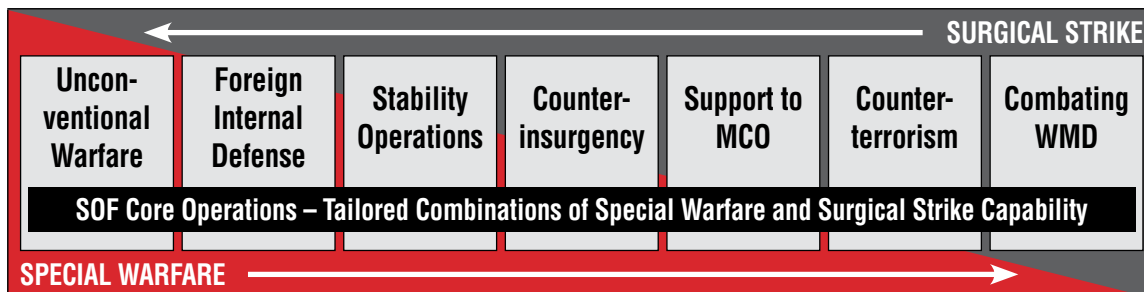 SURGICAL STRIKE
Uncon-
ventional
Warfare
Foreign
Internal
Defense
Stability
Operations
Counter-
insurgency
Support to
MCO
Counter-
terrorism
Combating
WMD
SOF Core Operations – Tailored Combinations of Special Warfare and Surgical Strike Capability
SPECIAL WARFARE